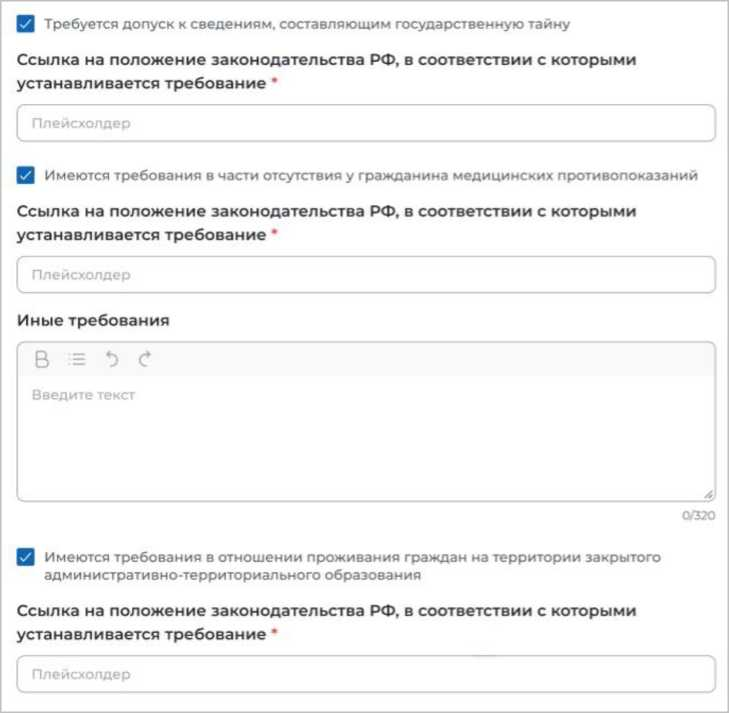 Требуется допуск к сведениям, составляющим государственную тайну
Ссылка на положение законодательства РФ, в соответствии с которыми
устанавливается требование *
Плейсхолдер
Имеются требования в части отсутствия у гражданина медицинских противопоказаний
Ссылка на положение законодательства РФ, в соответствии с которыми
устанавливается требование *
Плейсхолдер
Иные требования
B
Введите текст
0/320
Имеются требования в отношении проживания граждан на территории закрытого
административно-территориального образования
Ссылка на положение законодательства РФ, в соответствии с которыми
устанавливается требование *
Плейсхолдер